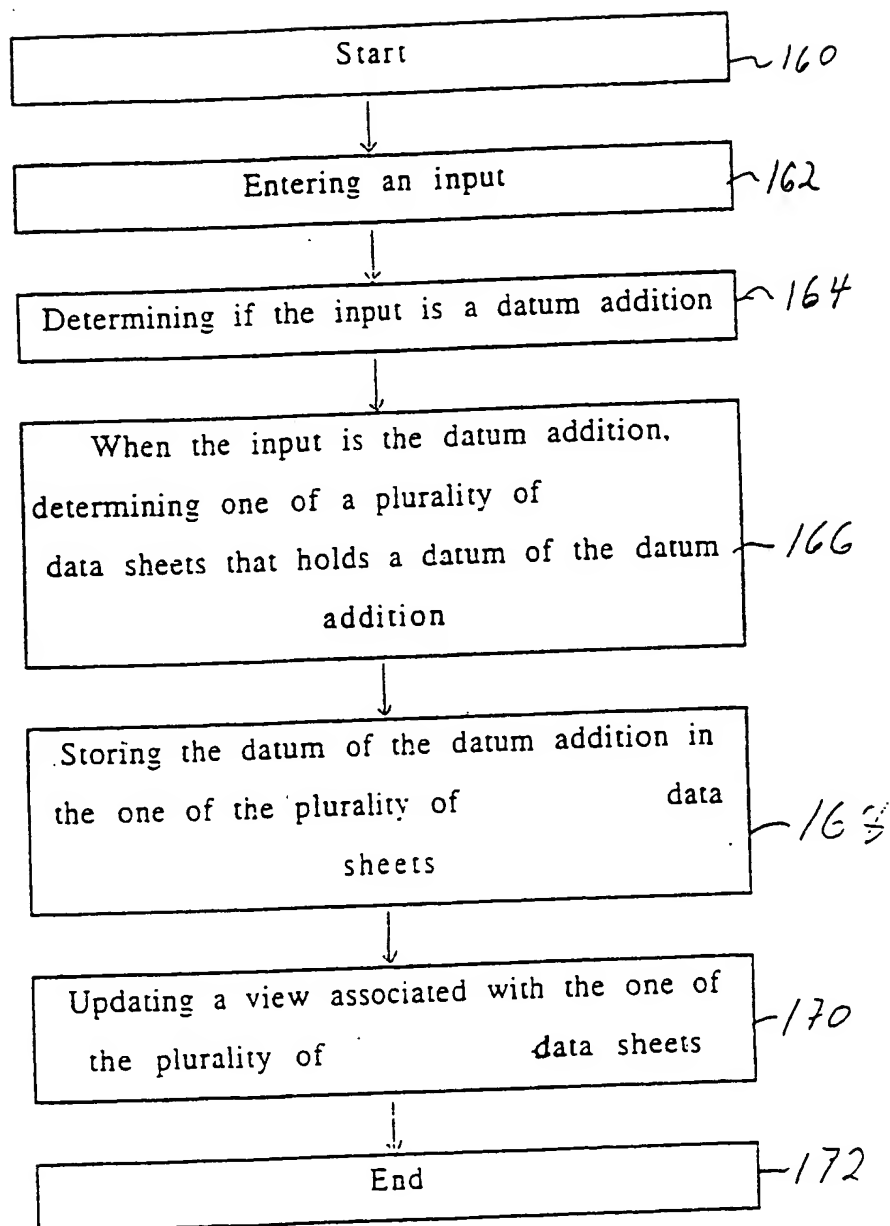 Start
160
Entering an input
162
Determining if the input is a datum addition
164
When the input is the datum addition,
determining one of a plurality of
data sheets that holds a datum of the datum
addition
166
Storing the datum of the datum addition in
the one of the plurality of data
sheets
Updating a view associated with the one of
the plurality of data sheets
170
End
172